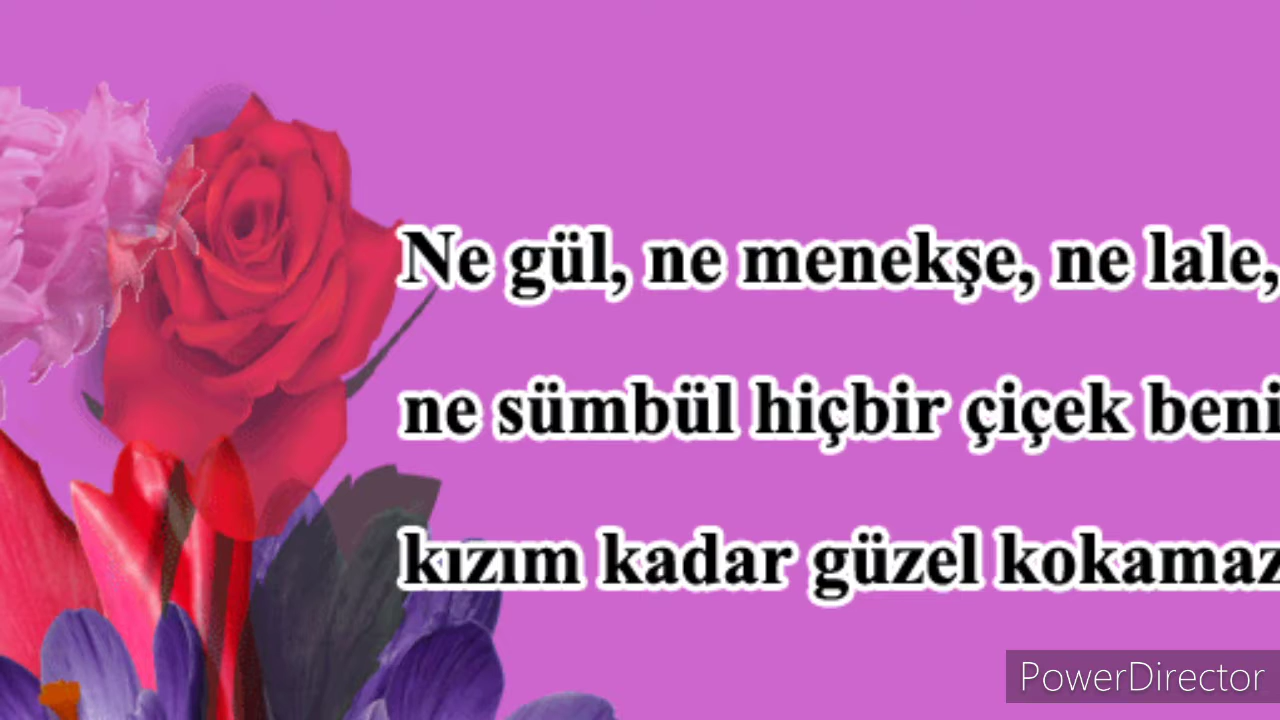 Ne gül, ne menekşe, ne lale,
ne sümbül hiçbir çiçek beni
kızım kadar güzel kokamaz
PowerDirector